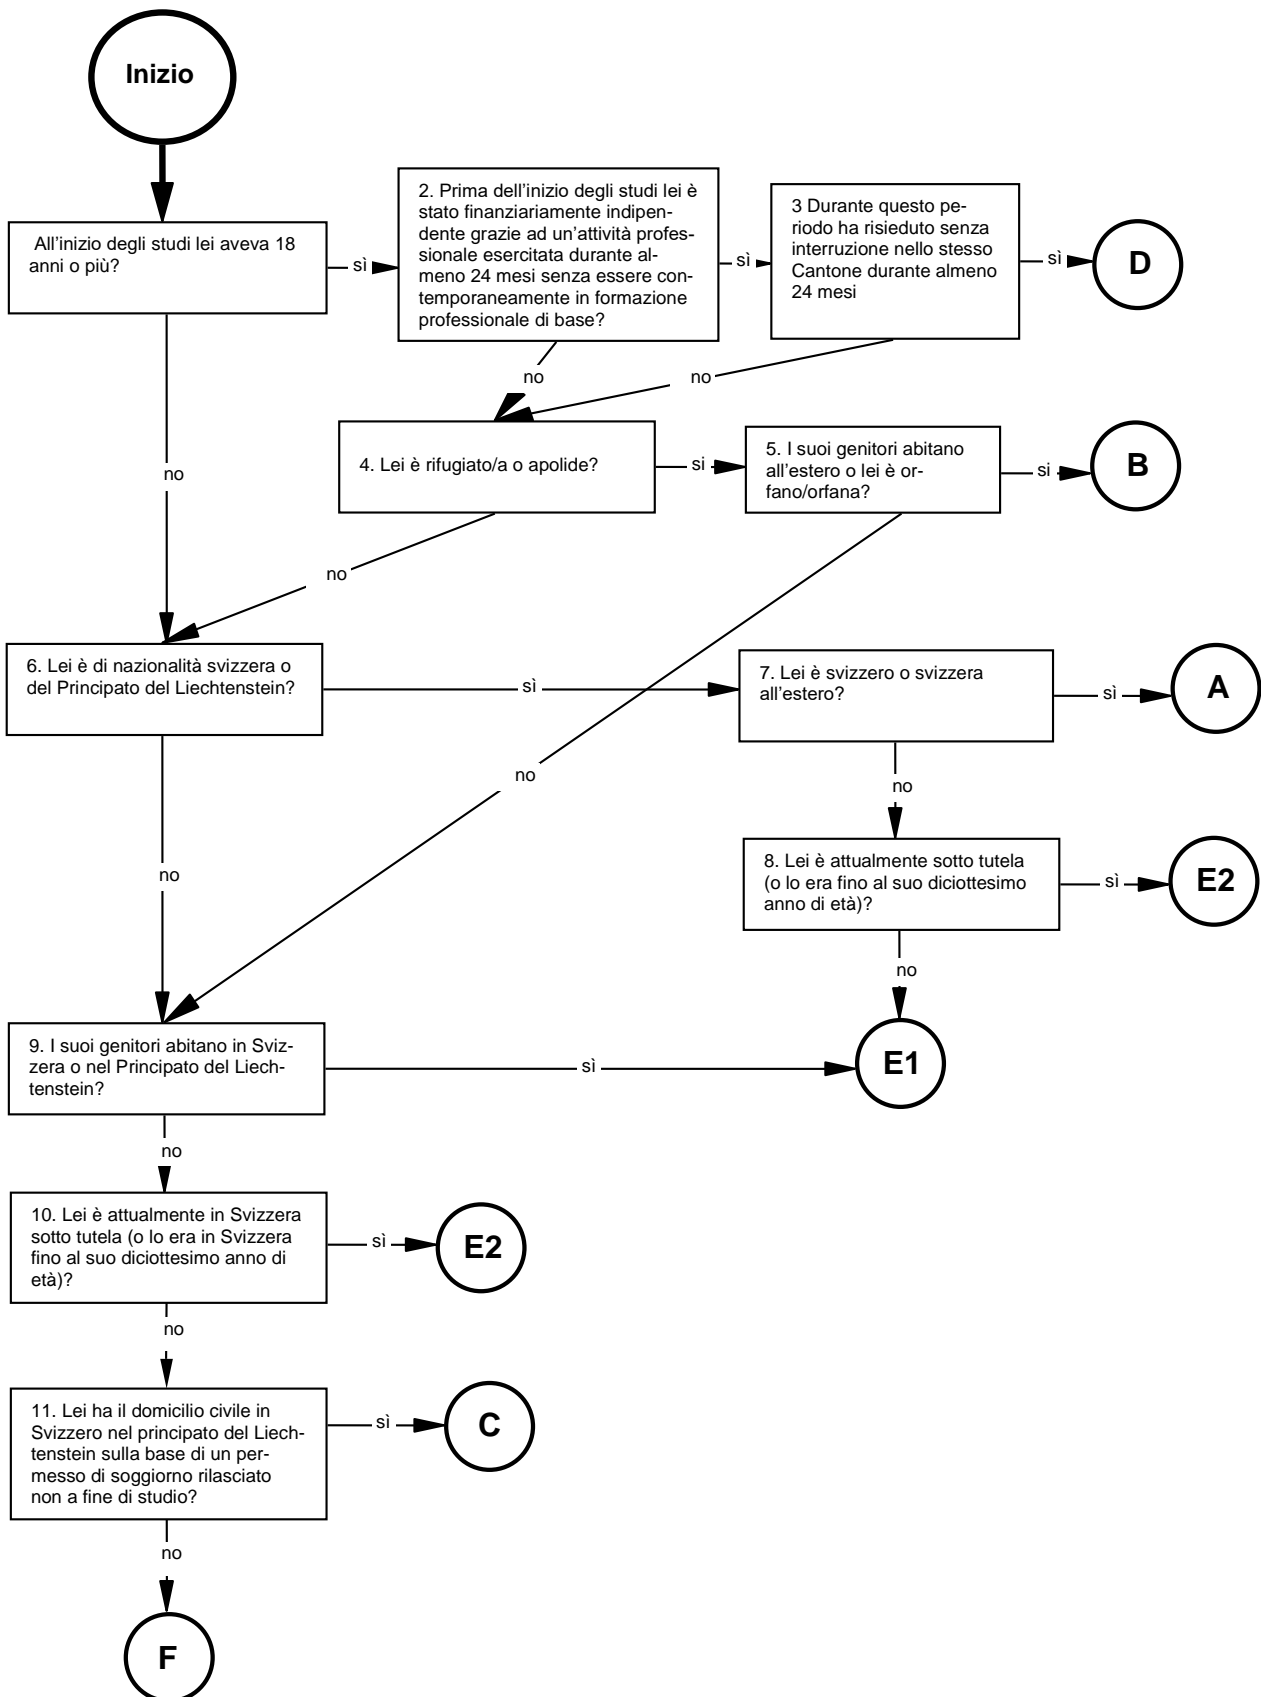 Inizio
All'inizio degli studi lei aveva 18
anni o più?
sì
2. Prima dell'inizio degli studi lei è
stato finanziariamente indipen-
dente grazie ad un'attività profes-
sionale esercitata durante al-
meno 24 mesi senza essere con-
temporaneamente in formazione
professionale di base?
sì
3 Durante questo pe-
riodo ha risieduto senza
interruzione nello stesso
Cantone durante almeno
24 mesi
sì
D
no
no
no
4. Lei è rifugiato/a o apolide?
si
5. I suoi genitori abitano
all'estero o lei è or-
fano/orfana?
si
B
no
6. Lei è di nazionalità svizzera o
del Principato del Liechtenstein?
sì
7. Lei è svizzero o svizzera
all'estero?
sì
A
no
no
no
8. Lei è attualmente sotto tutela
(o lo era fino al suo diciottesimo
anno di età)?
sì
E2
no
9. I suoi genitori abitano in Sviz-
zera o nel Principato del Liech-
tenstein?
sì
E1
no
10. Lei è attualmente in Svizzera
sotto tutela (o lo era in Svizzera
fino al suo diciottesimo anno di
età)?
sì
E2
no
11. Lei ha il domicilio civile in
Svizzero nel principato del Liech-
tenstein sulla base di un per-
messo di soggiorno rilasciato
non a fine di studio?
sì
C
no
F